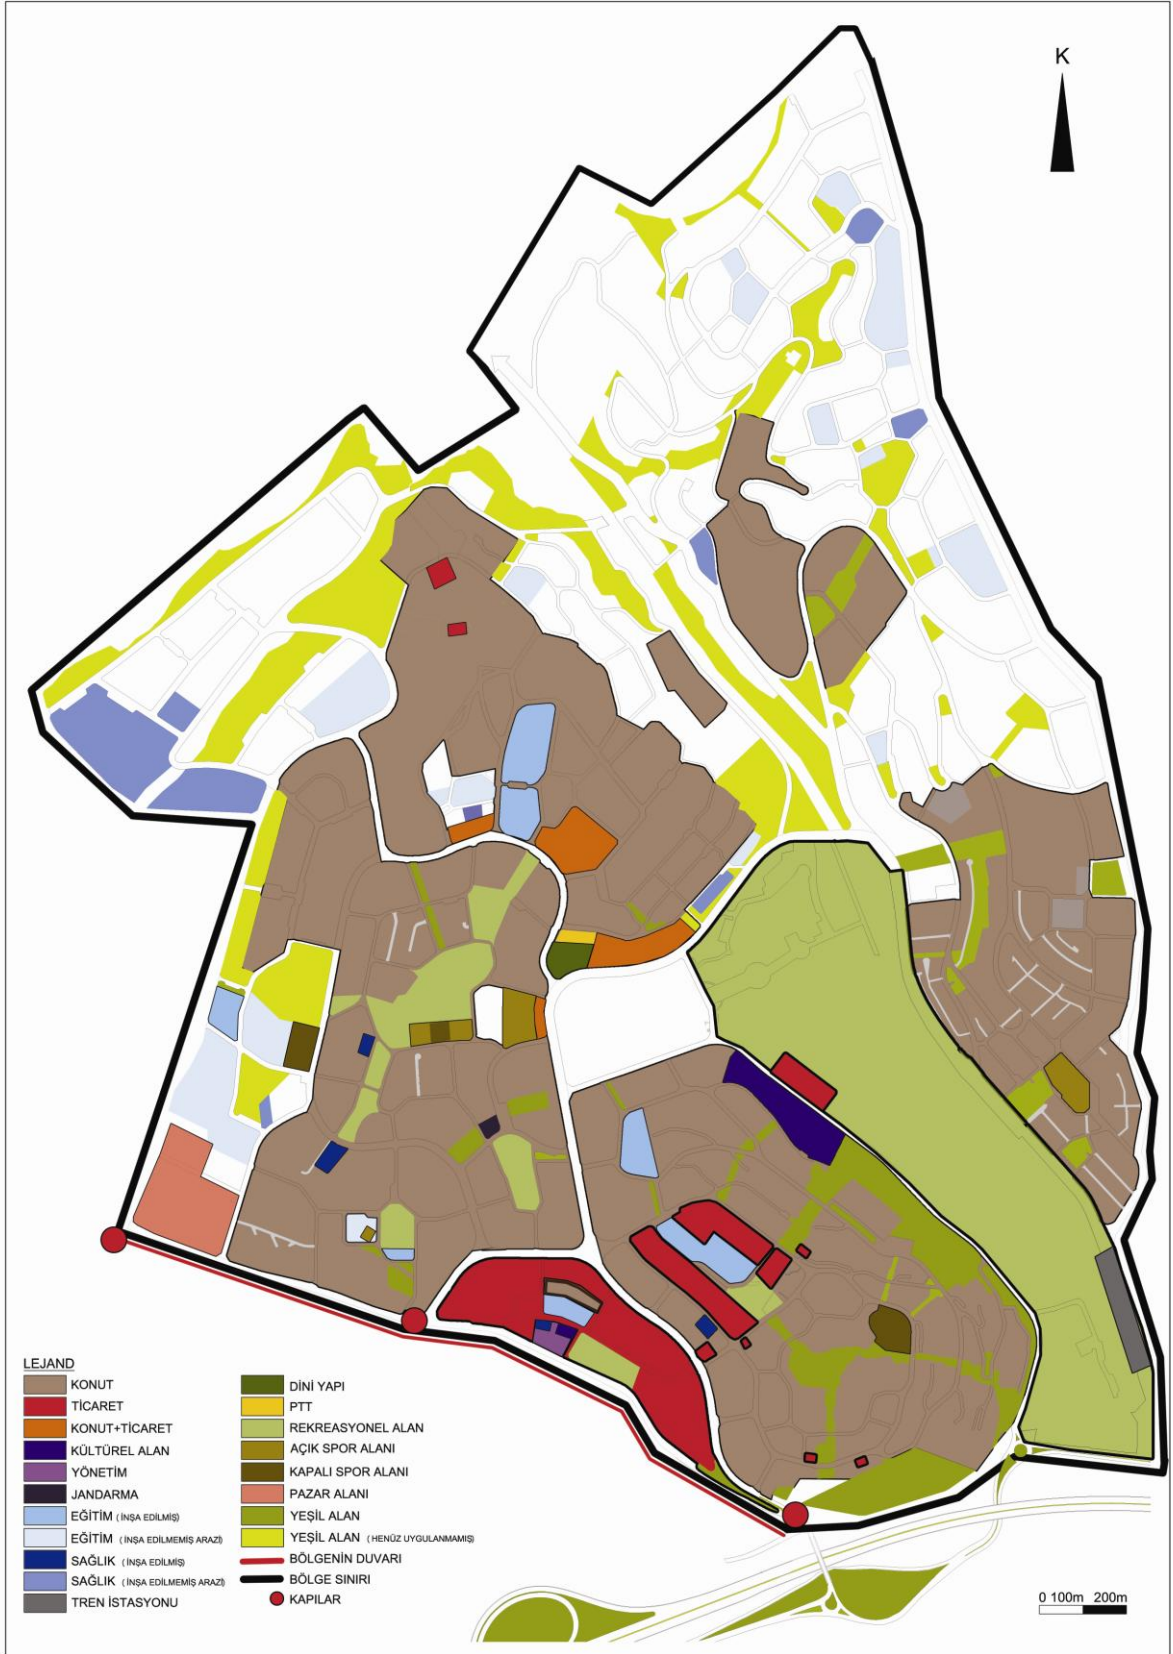 K
LEJAND
KONUT
TİCARET
KONUT+TİCARET
KÜLTÜREL ALAN
YÖNETİM
JANDARMA
EĞİTİM (İNŞA EDİLMİŞ)
EĞİTİM (İNŞA EDİLMEMİŞ ARAZİ)
SAĞLIK (İNŞA EDİLMİŞ)
SAĞLIK (İNŞA EDİLMEMİŞ ARAZİ)
TREN İSTASYONU
DİNİ YAPI
PTT
REKREASYONEL ALAN
AÇIK SPOR ALANI
KAPALI SPOR ALANI
PAZAR ALANI
YEŞİL ALAN
YEŞİL ALAN (HENÜZ UYGULANMAMIŞ)
BÖLGENİN DUVARI
BÖLGE SINIRI
KAPILAR
0 100m 200m